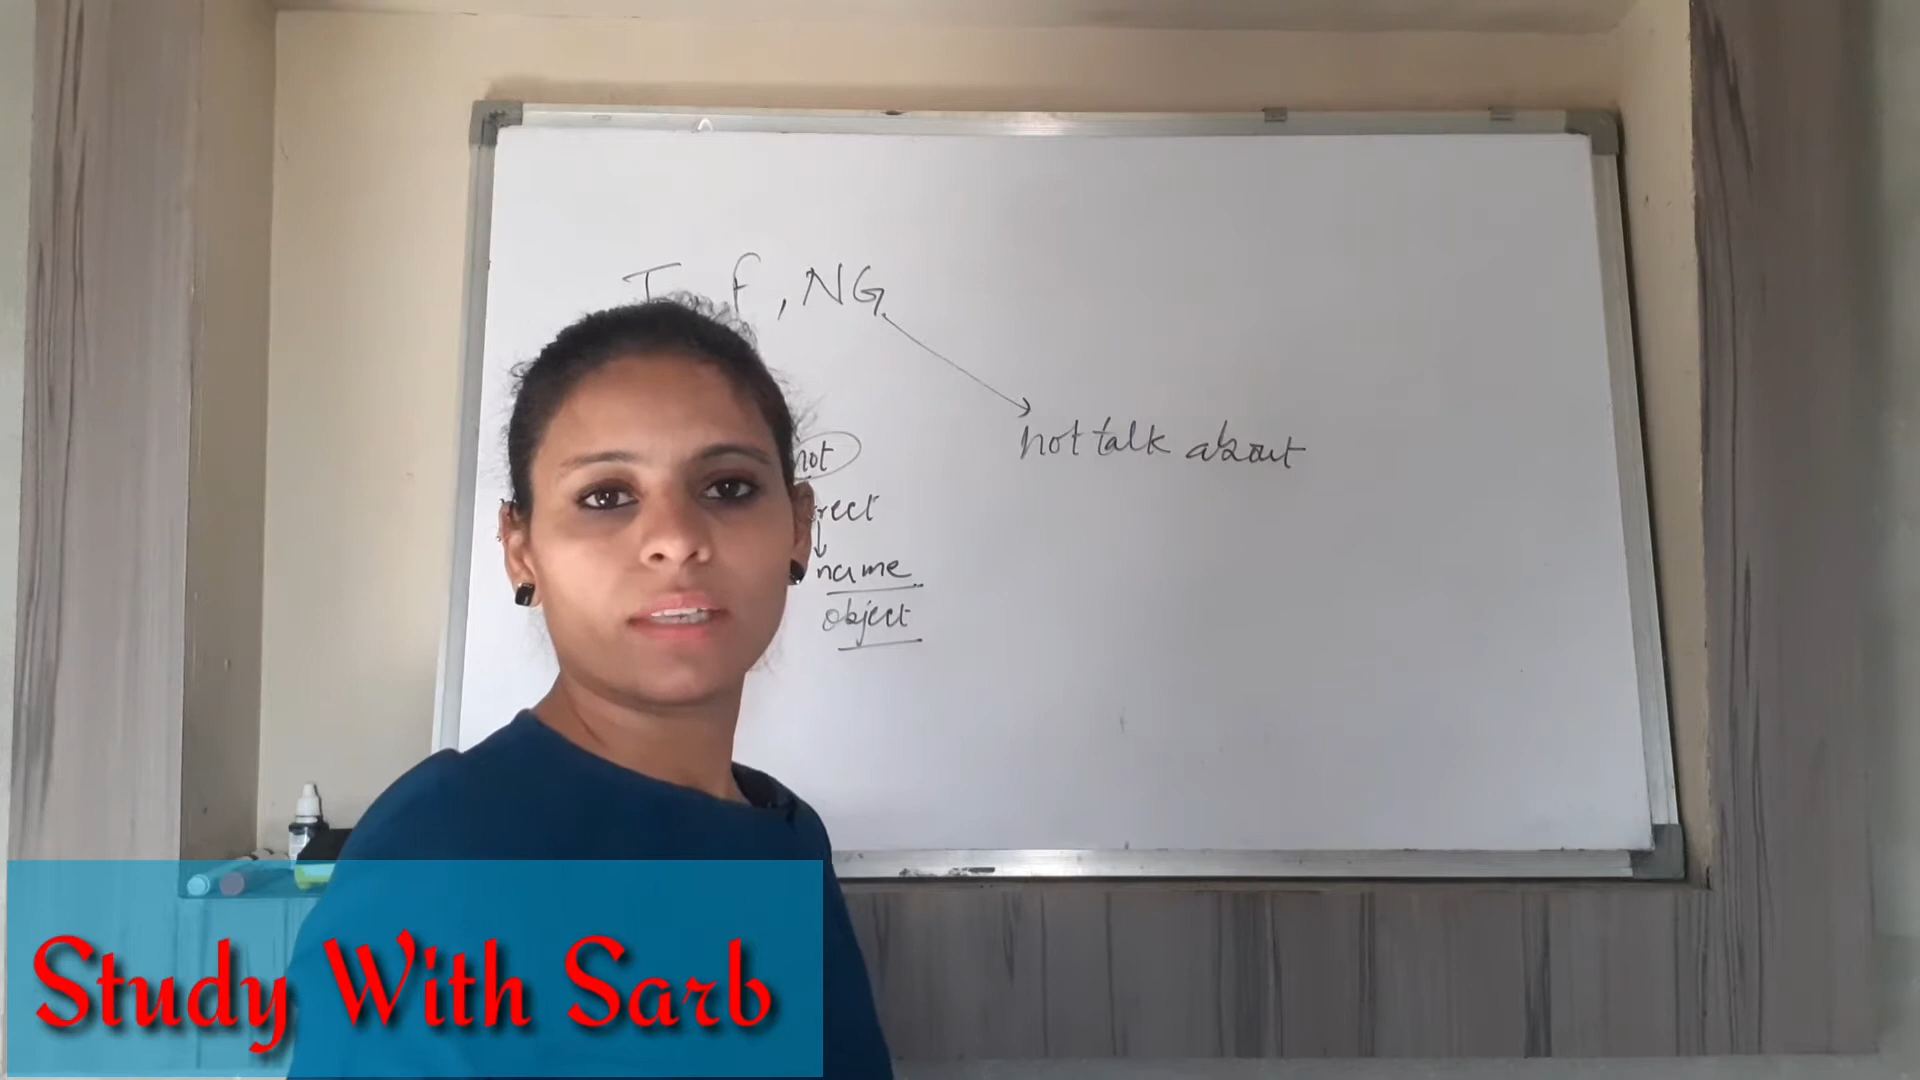 T, F, NG
not talk about
not
name
object
Study With Sarb